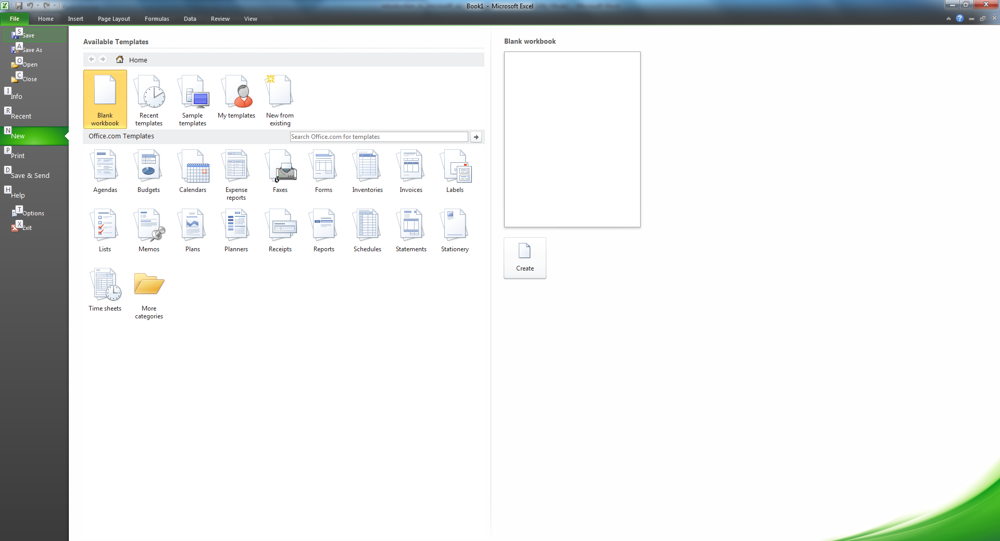 Book1 - Microsoft Excel
File Home Insert Page Layout Formulas Data Review View
S Save
A Save As
O Open
C Close
I Info
R Recent
N New
P Print
D Save & Send
H Help
T Options
X Exit
Available Templates
Home
Blank workbook
Recent templates
Sample templates
My templates
New from existing
Office.com Templates
Search Office.com for templates
Agendas Budgets Calendars Expense reports Faxes Forms Inventories Invoices Labels
Lists Memos Plans Planners Receipts Reports Schedules Statements Stationery
Time sheets More categories
Blank workbook
Create